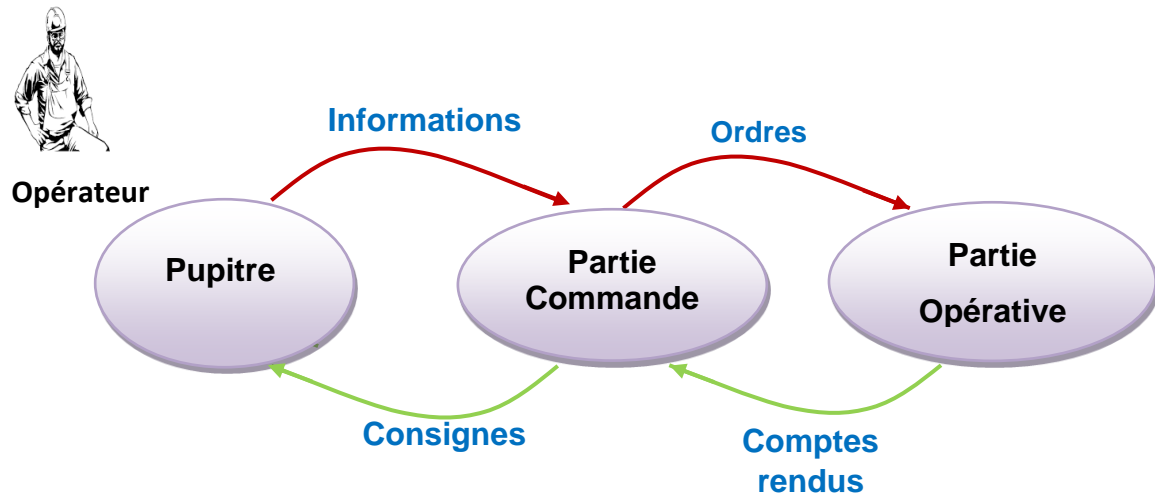 Informations
Ordres
Opérateur
Pupitre
Partie
Commande
Partie
Opérative
Consignes
Comptes
rendus